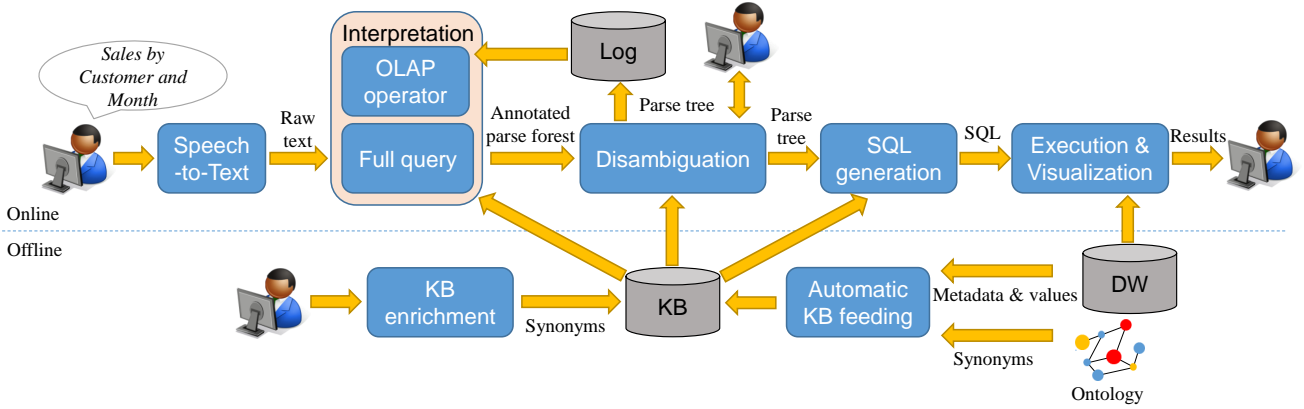 Sales by
Customer and
Month
Interpretation
OLAP
operator
Full query
Log
Speech
-to-Text
Raw
text
Annotated
parse forest
Parse tree
Disambiguation
Parse
tree
SQL
generation
SQL
Execution &
Visualization
Results
Online
Offline
KB
enrichment
Synonyms
KB
Automatic
KB feeding
Metadata & values
DW
Synonyms
Ontology